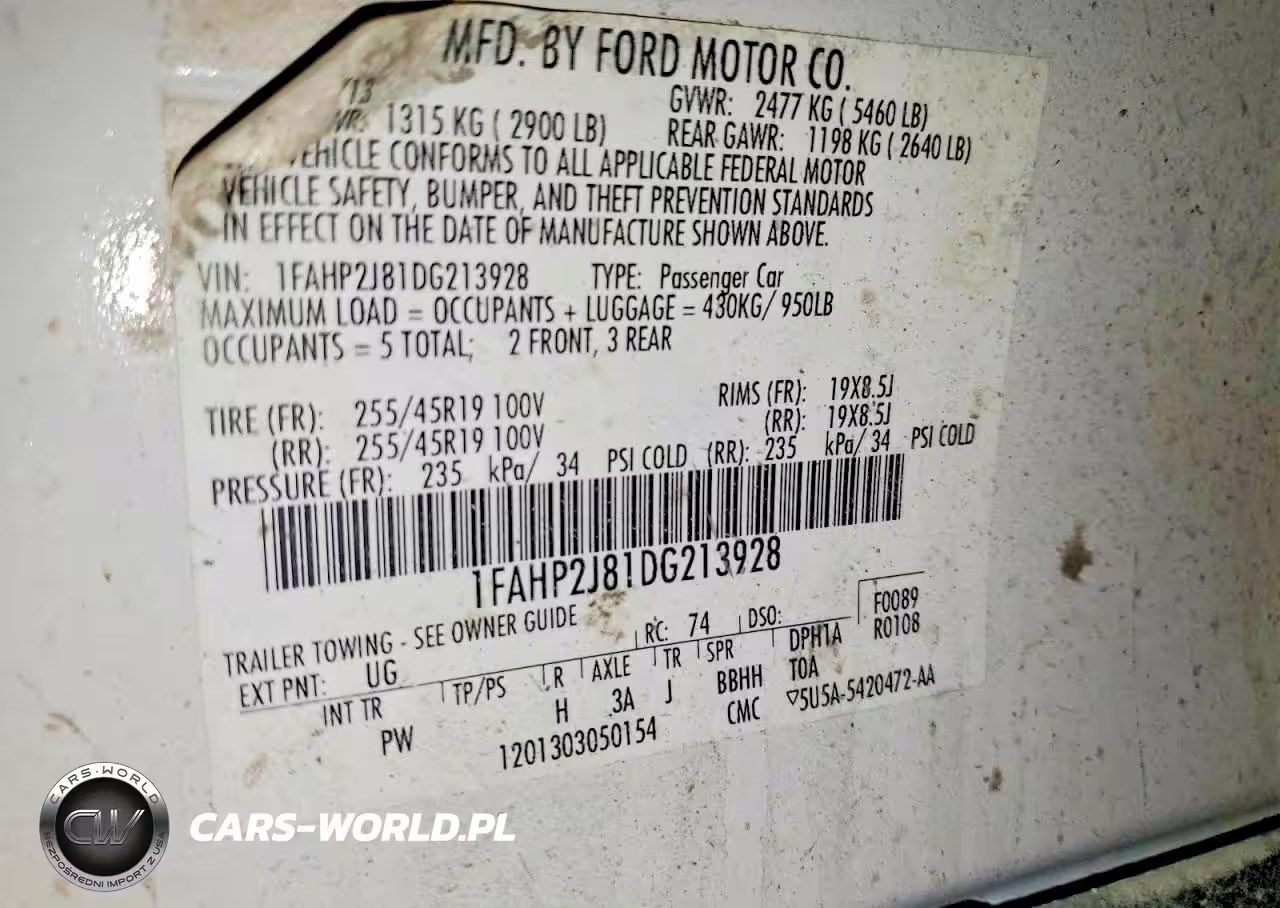 MFD. BY FORD MOTOR CO.
GVWR: 2477 KG ( 5460 LB)
1315 KG ( 2900 LB) REAR GAWR: 1198 KG ( 2640 LB)
VEHICLE CONFORMS TO ALL APPLICABLE FEDERAL MOTOR
VEHICLE SAFETY, BUMPER, AND THEFT PREVENTION STANDARDS
IN EFFECT ON THE DATE OF MANUFACTURE SHOWN ABOVE.
VIN: 1FAHP2J81DG213928 TYPE: Passenger Car
MAXIMUM LOAD = OCCUPANTS + LUGGAGE = 430KG/ 950LB
OCCUPANTS = 5 TOTAL; 2 FRONT, 3 REAR
TIRE (FR): 255/45R19 100V RIMS (FR): 19X8.5J
(RR): 255/45R19 100V (RR): 19X8.5J
PRESSURE (FR): 235 kPa/ 34 PSI COLD (RR): 235 kPa/ 34 PSI COLD
1FAHP2J81DG213928
TRAILER TOWING - SEE OWNER GUIDE
EXT PNT: UG RC: 74 DSO: F0089
INT TR TP/PS R AXLE TR SPR DPH1A R0108
PW H 3A J BBHH T0A
1201303050154 CMC ▽5U5A-5420472-AA
CARS-WORLD
CW
BEZPOŚREDNI IMPORT Z USA
CARS-WORLD.PL